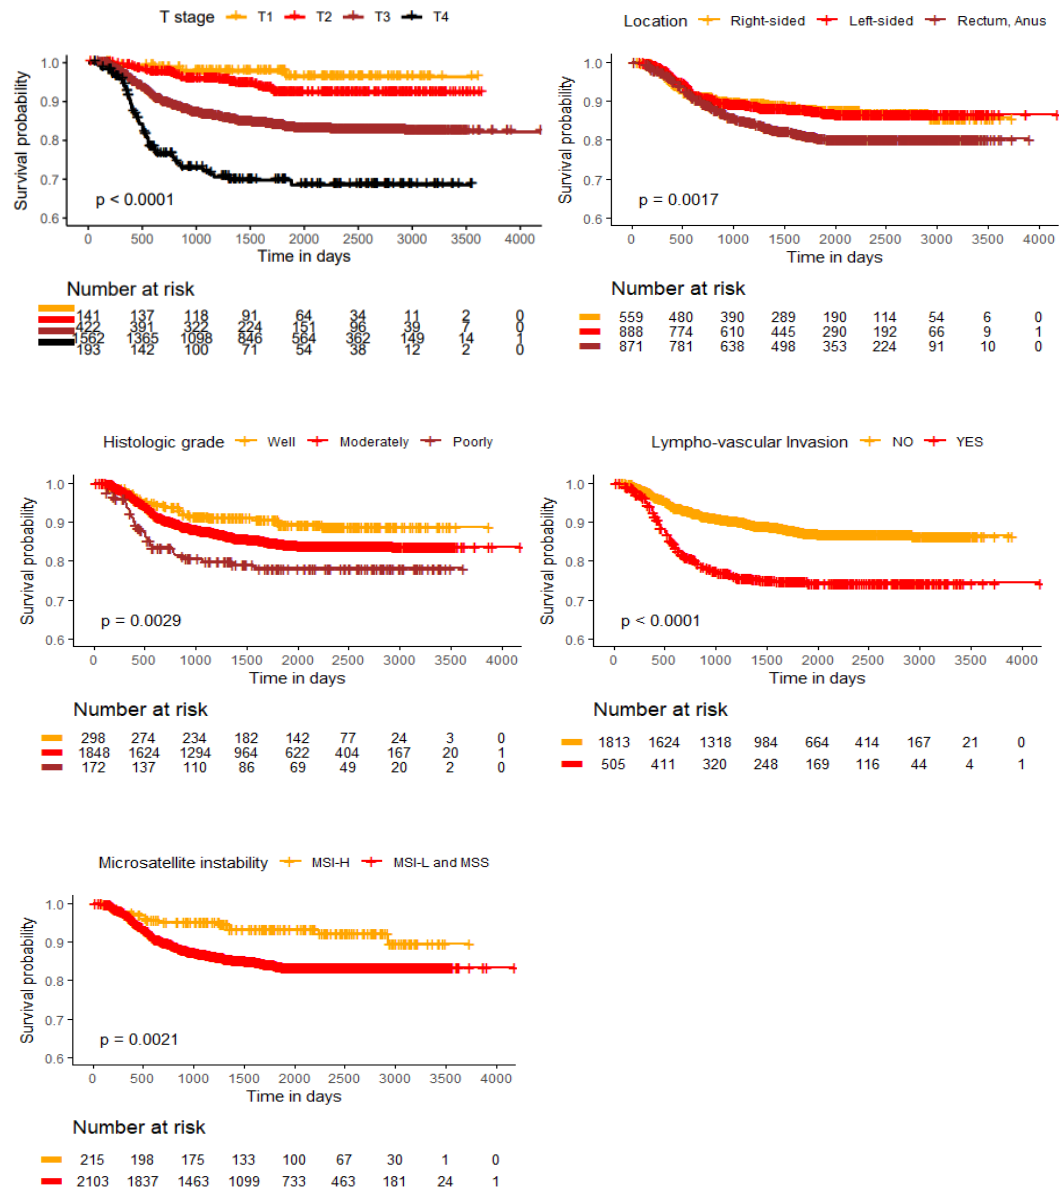 T stage T1 T2 T3 T4
Survival probability
1.0
0.9
0.8
0.7
0.6
p < 0.0001
0 500 1000 1500 2000 2500 3000 3500 4000
Time in days
Number at risk
141 137 118 91 64 34 11 2 0
422 391 322 224 151 96 39 7 0
1562 1365 1098 846 564 362 149 14 1
193 142 100 71 54 38 12 2 0
Location Right-sided Left-sided Rectum, Anus
Survival probability
1.0
0.9
0.8
0.7
0.6
p = 0.0017
0 500 1000 1500 2000 2500 3000 3500 4000
Time in days
Number at risk
559 480 390 289 190 114 54 6 0
888 774 610 445 290 192 66 9 1
871 781 638 498 353 224 91 10 0
Histologic grade Well Moderately Poorly
Survival probability
1.0
0.9
0.8
0.7
0.6
p = 0.0029
0 500 1000 1500 2000 2500 3000 3500 4000
Time in days
Number at risk
298 274 234 182 142 77 24 3 0
1848 1624 1294 964 622 404 167 20 1
172 137 110 86 69 49 20 2 0
Lympho-vascular Invasion NO YES
Survival probability
1.0
0.9
0.8
0.7
0.6
p < 0.0001
0 500 1000 1500 2000 2500 3000 3500 4000
Time in days
Number at risk
1813 1624 1318 984 664 414 167 21 0
505 411 320 248 169 116 44 4 1
Microsatellite instability MSI-H MSI-L and MSS
Survival probability
1.0
0.9
0.8
0.7
0.6
p = 0.0021
0 500 1000 1500 2000 2500 3000 3500 4000
Time in days
Number at risk
215 198 175 133 100 67 30 1 0
2103 1837 1463 1099 733 463 181 24 1